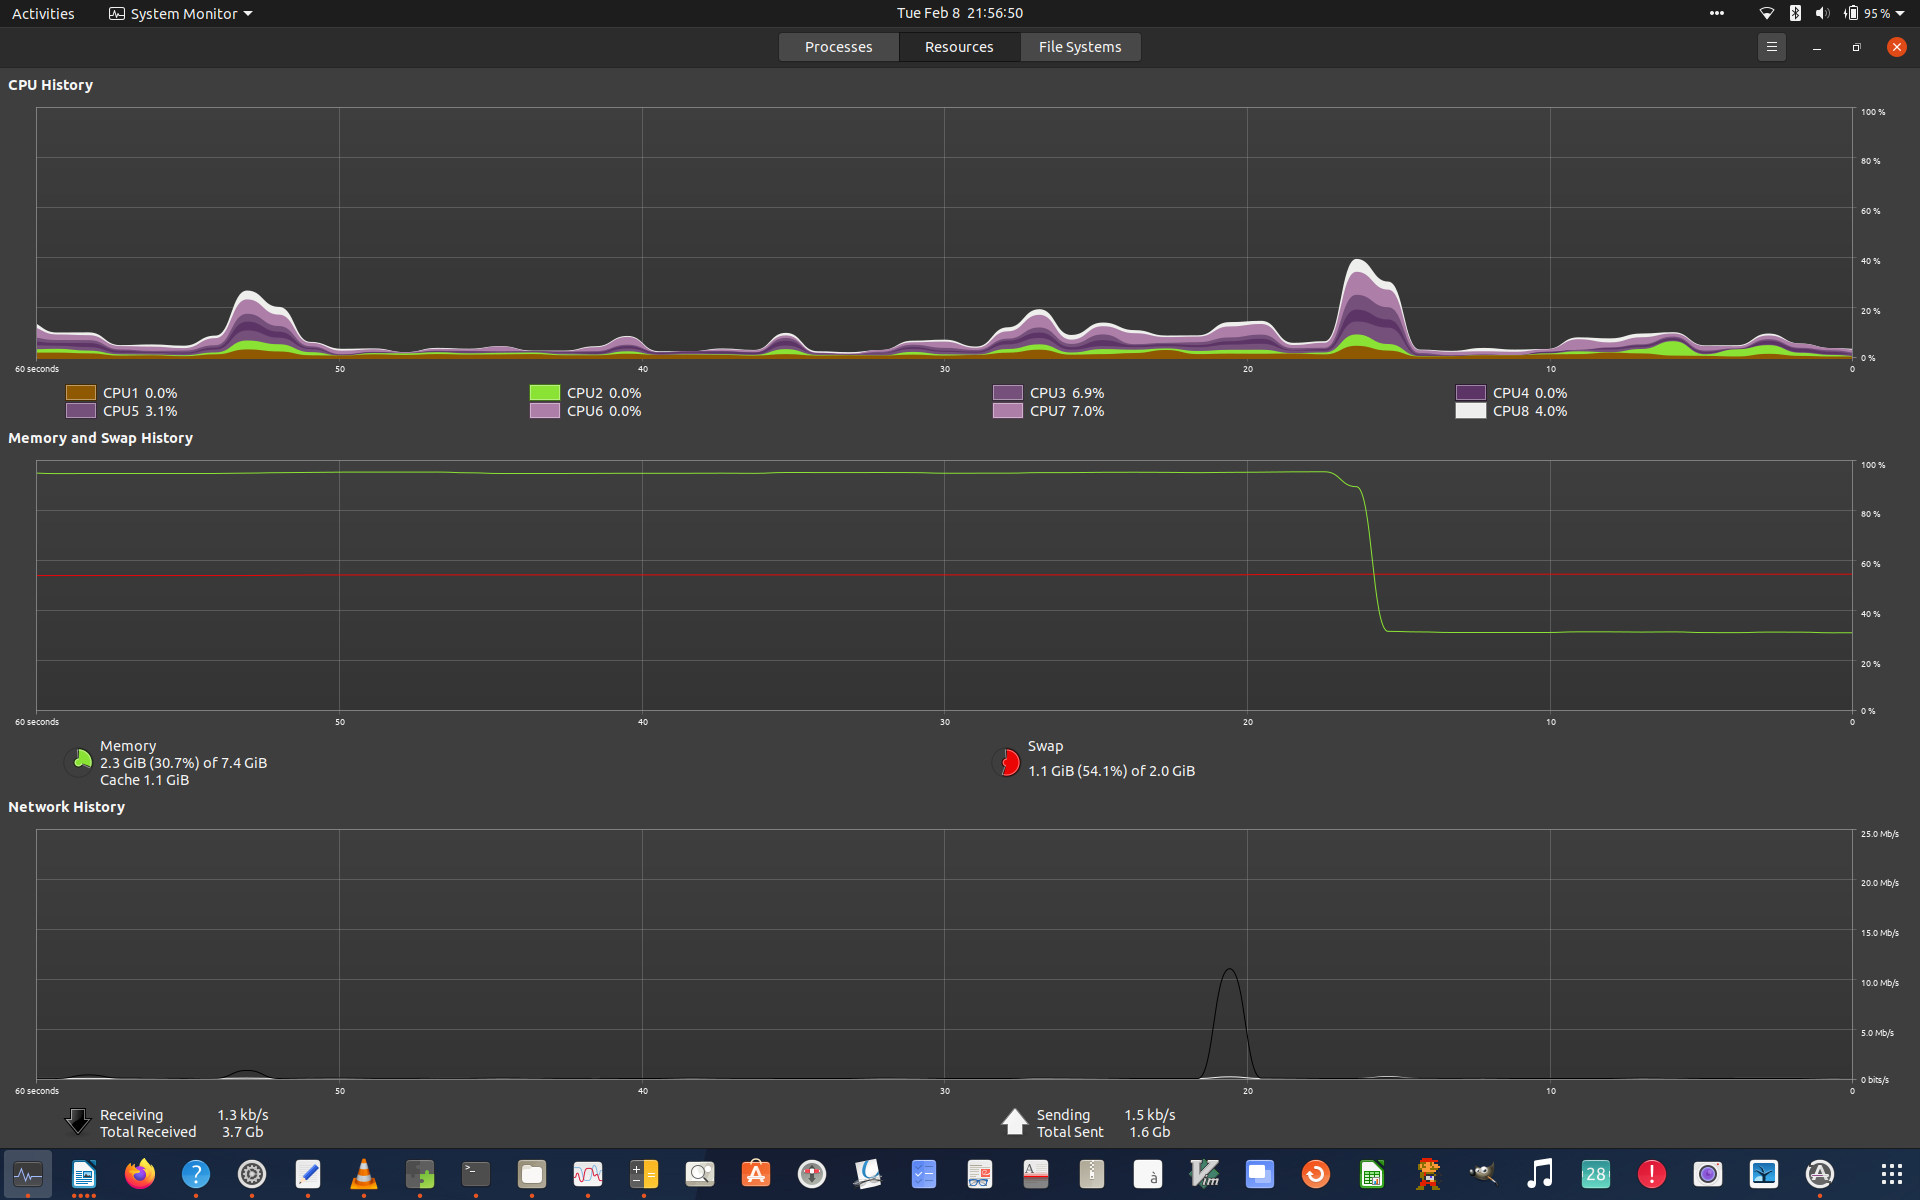 Activities
System Monitor
Tue Feb 8 21:56:50
95 %
Processes
Resources
File Systems
CPU History
100 %
80 %
60 %
40 %
20 %
0 %
60 seconds 50 40 30 20 10 0
CPU1 0.0% CPU2 0.0% CPU3 6.9% CPU4 0.0%
CPU5 3.1% CPU6 0.0% CPU7 7.0% CPU8 4.0%
Memory and Swap History
100 %
80 %
60 %
40 %
20 %
0 %
60 seconds 50 40 30 20 10 0
Memory
2.3 GiB (30.7%) of 7.4 GiB
Cache 1.1 GiB
Swap
1.1 GiB (54.1%) of 2.0 GiB
Network History
25.0 Mb/s
20.0 Mb/s
15.0 Mb/s
10.0 Mb/s
5.0 Mb/s
0 bits/s
60 seconds 50 40 30 20 10 0
Receiving 1.3 kb/s
Total Received 3.7 Gb
Sending 1.5 kb/s
Total Sent 1.6 Gb
28